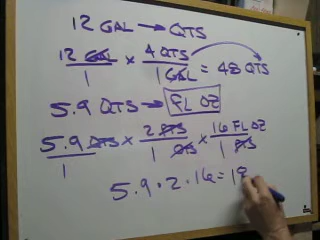 12 GAL → QTS
12 GAL/1 × 4 QTS/1 GAL = 48 QTS
5.9 QTS → FL OZ
5.9 QTS/1 × 2 PTS/1 QTS × 16 FL OZ/1 PTS
5.9 · 2 · 16 = 18